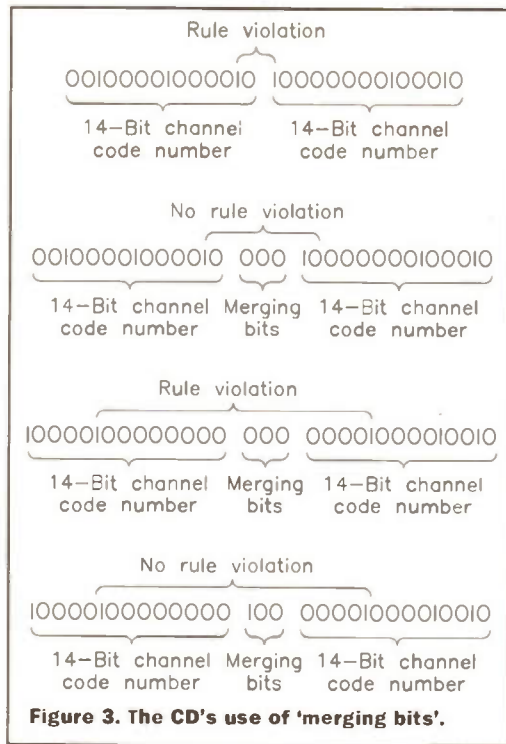 Rule violation
00100001000010 10000000100010
14-Bit channel code number 14-Bit channel code number
No rule violation
00100001000010 000 10000000100010
14-Bit channel code number Merging bits 14-Bit channel code number
Rule violation
10000100000000 000 00001000010010
14-Bit channel code number Merging bits 14-Bit channel code number
No rule violation
10000100000000 100 00001000010010
14-Bit channel code number Merging bits 14-Bit channel code number
Figure 3. The CD's use of 'merging bits'.